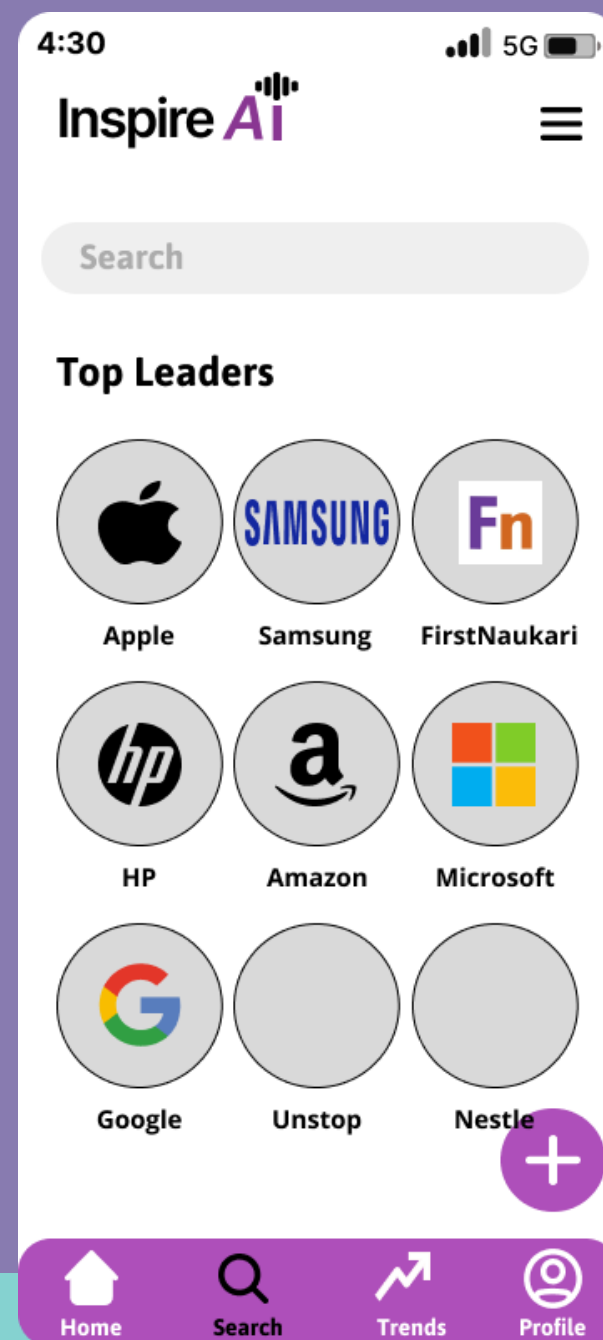 4:30 5G
Inspire Ai
Search
Top Leaders
SAMSUNG Fn
Apple Samsung FirstNaukari
hp a
HP Amazon Microsoft
G
Google Unstop Nestle
Home Search Trends Profile